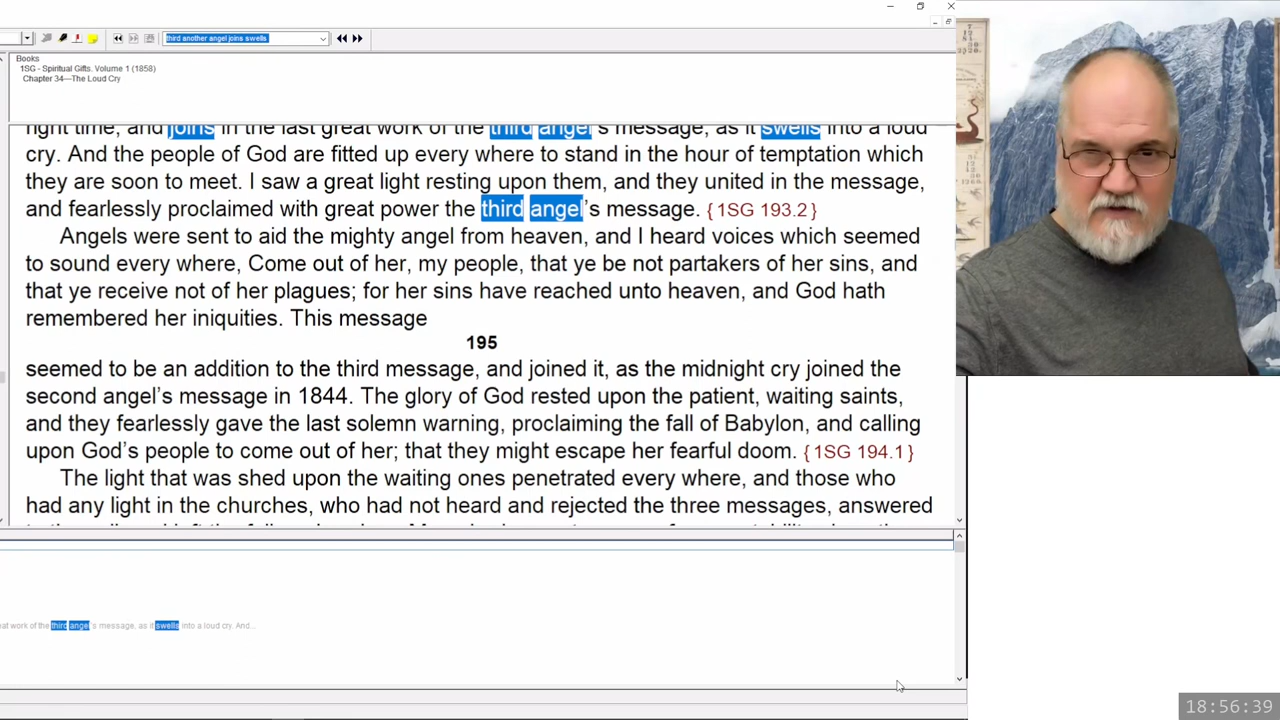 third another angel joins swells
Books
1SG - Spiritual Gifts. Volume 1 (1858)
Chapter 34—The Loud Cry
right time, and joins in the last great work of the third angel's message, as it swells into a loud
cry. And the people of God are fitted up every where to stand in the hour of temptation which
they are soon to meet. I saw a great light resting upon them, and they united in the message,
and fearlessly proclaimed with great power the third angel's message. {1SG 193.2}
Angels were sent to aid the mighty angel from heaven, and I heard voices which seemed
to sound every where, Come out of her, my people, that ye be not partakers of her sins, and
that ye receive not of her plagues; for her sins have reached unto heaven, and God hath
remembered her iniquities. This message
195
seemed to be an addition to the third message, and joined it, as the midnight cry joined the
second angel's message in 1844. The glory of God rested upon the patient, waiting saints,
and they fearlessly gave the last solemn warning, proclaiming the fall of Babylon, and calling
upon God's people to come out of her; that they might escape her fearful doom. {1SG 194.1}
The light that was shed upon the waiting ones penetrated every where, and those who
had any light in the churches, who had not heard and rejected the three messages, answered
eat work of the third angel's message, as it swells into a loud cry. And...
18:56:39